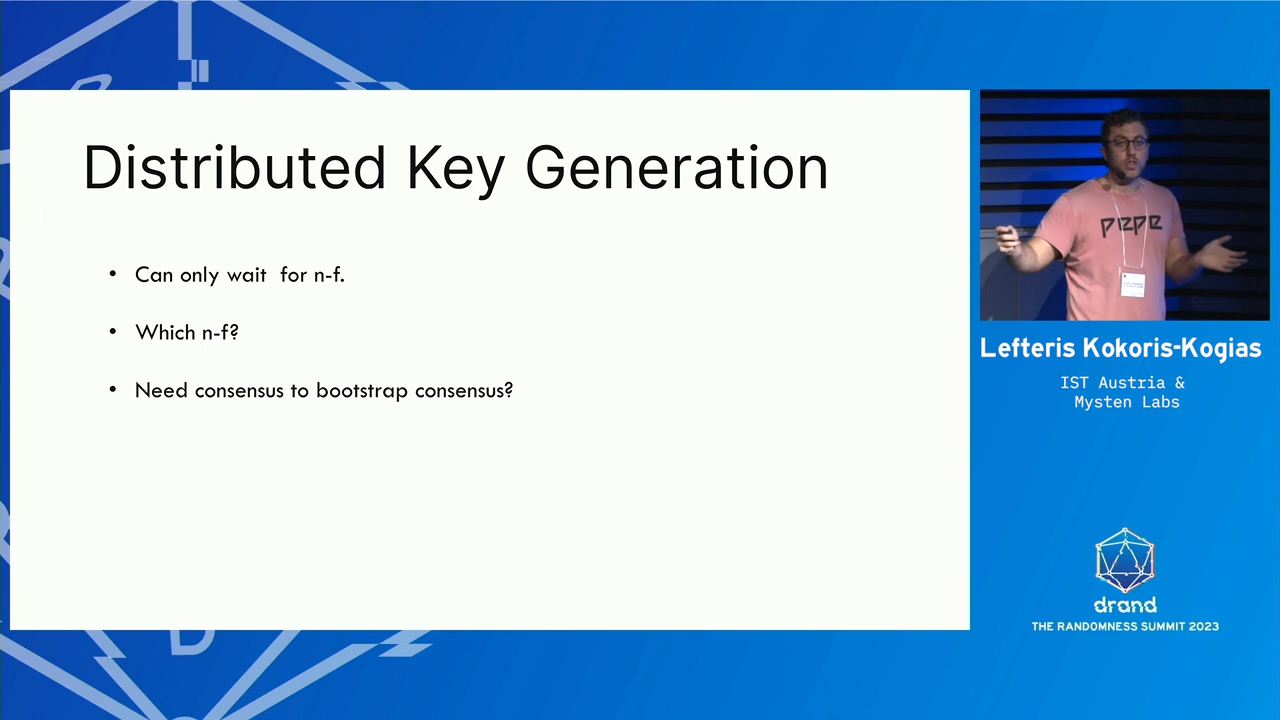 Distributed Key Generation
• Can only wait  for n-f.
• Which n-f?
• Need consensus to bootstrap consensus?
pepe
Lefteris Kokoris-Kogias
IST Austria &
Mysten Labs
drand
THE RANDOMNESS SUMMIT 2023